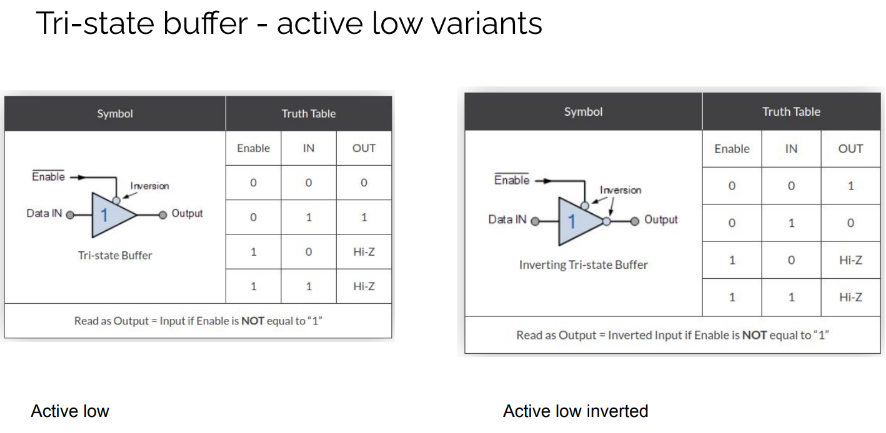 Tri-state buffer - active low variants
Symbol Truth Table
Enable IN OUT
Enable
Inversion
Data IN 1 Output
Tri-state Buffer
0 0 0
0 1 1
1 0 Hi-Z
1 1 Hi-Z
Read as Output = Input if Enable is NOT equal to "1"
Symbol Truth Table
Enable IN OUT
Enable
Inversion
Data IN 1 Output
Inverting Tri-state Buffer
0 0 1
0 1 0
1 0 Hi-Z
1 1 Hi-Z
Read as Output = Inverted Input if Enable is NOT equal to "1"
Active low
Active low inverted